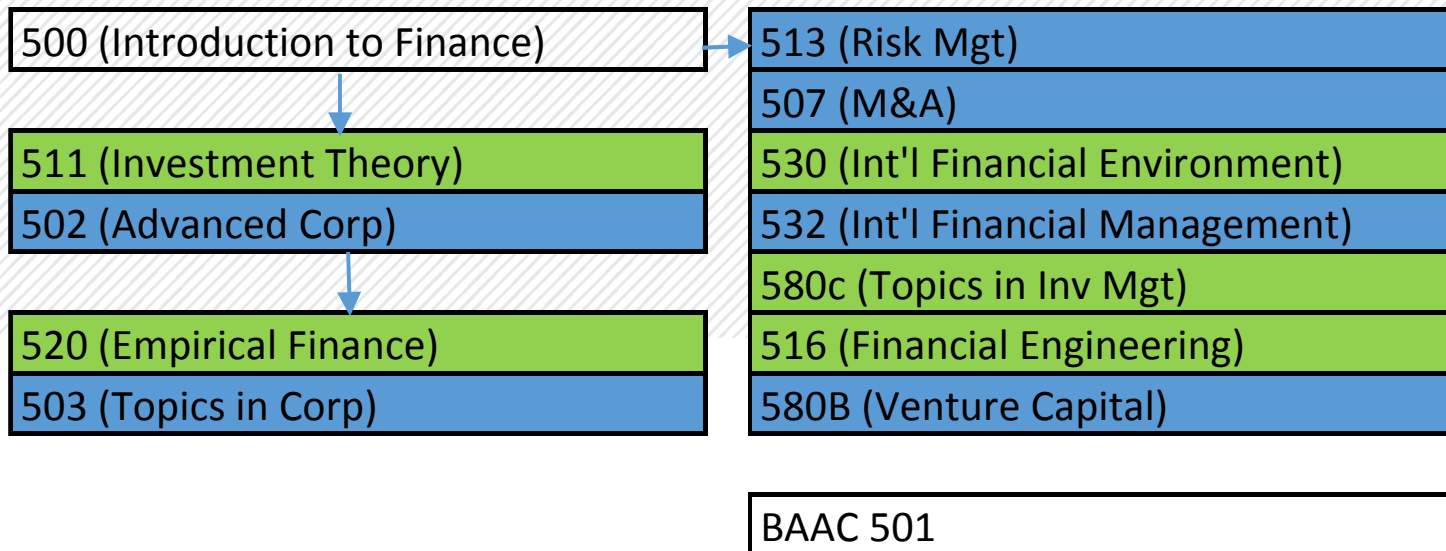 500 (Introduction to Finance)
511 (Investment Theory)
502 (Advanced Corp)
520 (Empirical Finance)
503 (Topics in Corp)
513 (Risk Mgt)
507 (M&A)
530 (Int'l Financial Environment)
532 (Int'l Financial Management)
580c (Topics in Inv Mgt)
516 (Financial Engineering)
580B (Venture Capital)
BAAC 501